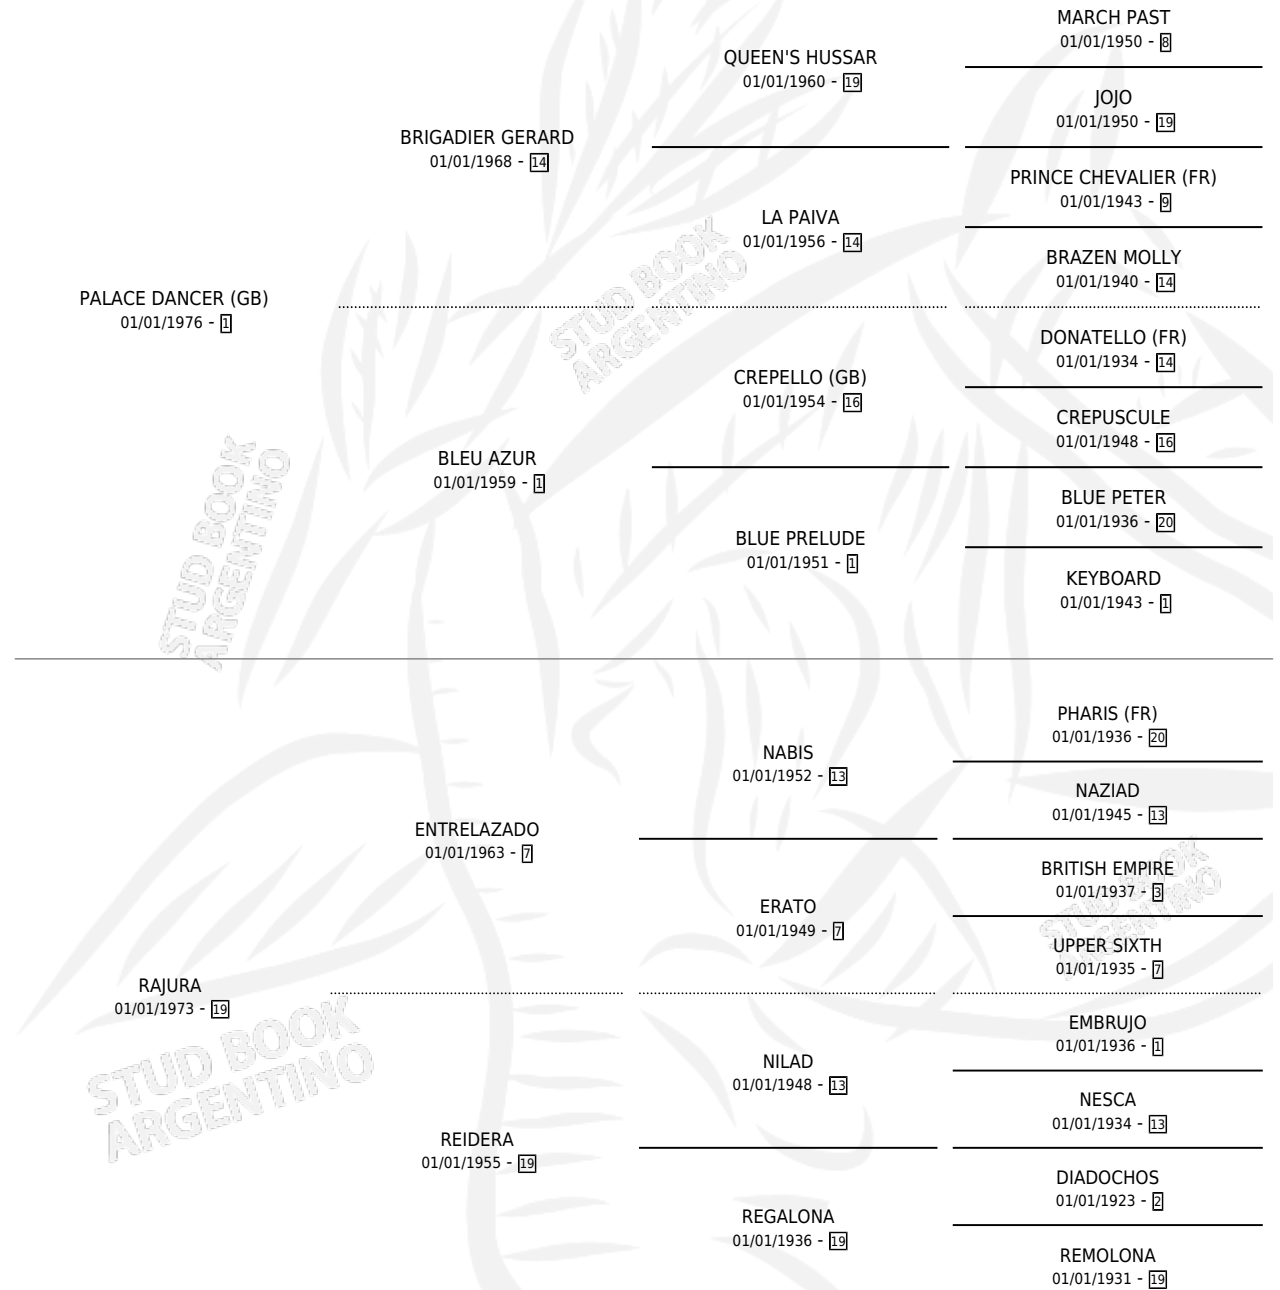 MARCH PAST
01/01/1950 - 8
QUEEN'S HUSSAR
01/01/1960 - 19
JOJO
01/01/1950 - 19
BRIGADIER GERARD
01/01/1968 - 14
PRINCE CHEVALIER (FR)
01/01/1943 - 9
LA PAIVA
01/01/1956 - 14
BRAZEN MOLLY
01/01/1940 - 14
PALACE DANCER (GB)
01/01/1976 - 1
DONATELLO (FR)
01/01/1934 - 14
CREPELLO (GB)
01/01/1954 - 16
CREPUSCULE
01/01/1948 - 16
BLEU AZUR
01/01/1959 - 1
BLUE PETER
01/01/1936 - 20
BLUE PRELUDE
01/01/1951 - 1
KEYBOARD
01/01/1943 - 1
PHARIS (FR)
01/01/1936 - 20
NABIS
01/01/1952 - 13
NAZIAD
01/01/1945 - 13
ENTRELAZADO
01/01/1963 - 7
BRITISH EMPIRE
01/01/1937 - 3
ERATO
01/01/1949 - 7
UPPER SIXTH
01/01/1935 - 7
RAJURA
01/01/1973 - 19
EMBRUJO
01/01/1936 - 1
NILAD
01/01/1948 - 13
NESCA
01/01/1934 - 13
REIDERA
01/01/1955 - 19
DIADOCHOS
01/01/1923 - 2
REGALONA
01/01/1936 - 19
REMOLONA
01/01/1931 - 19
STUD BOOK
ARGENTINO
STUD BOOK
ARGENTINO
STUD BOOK
ARGENTINO
STUD BOOK
ARGENTINO